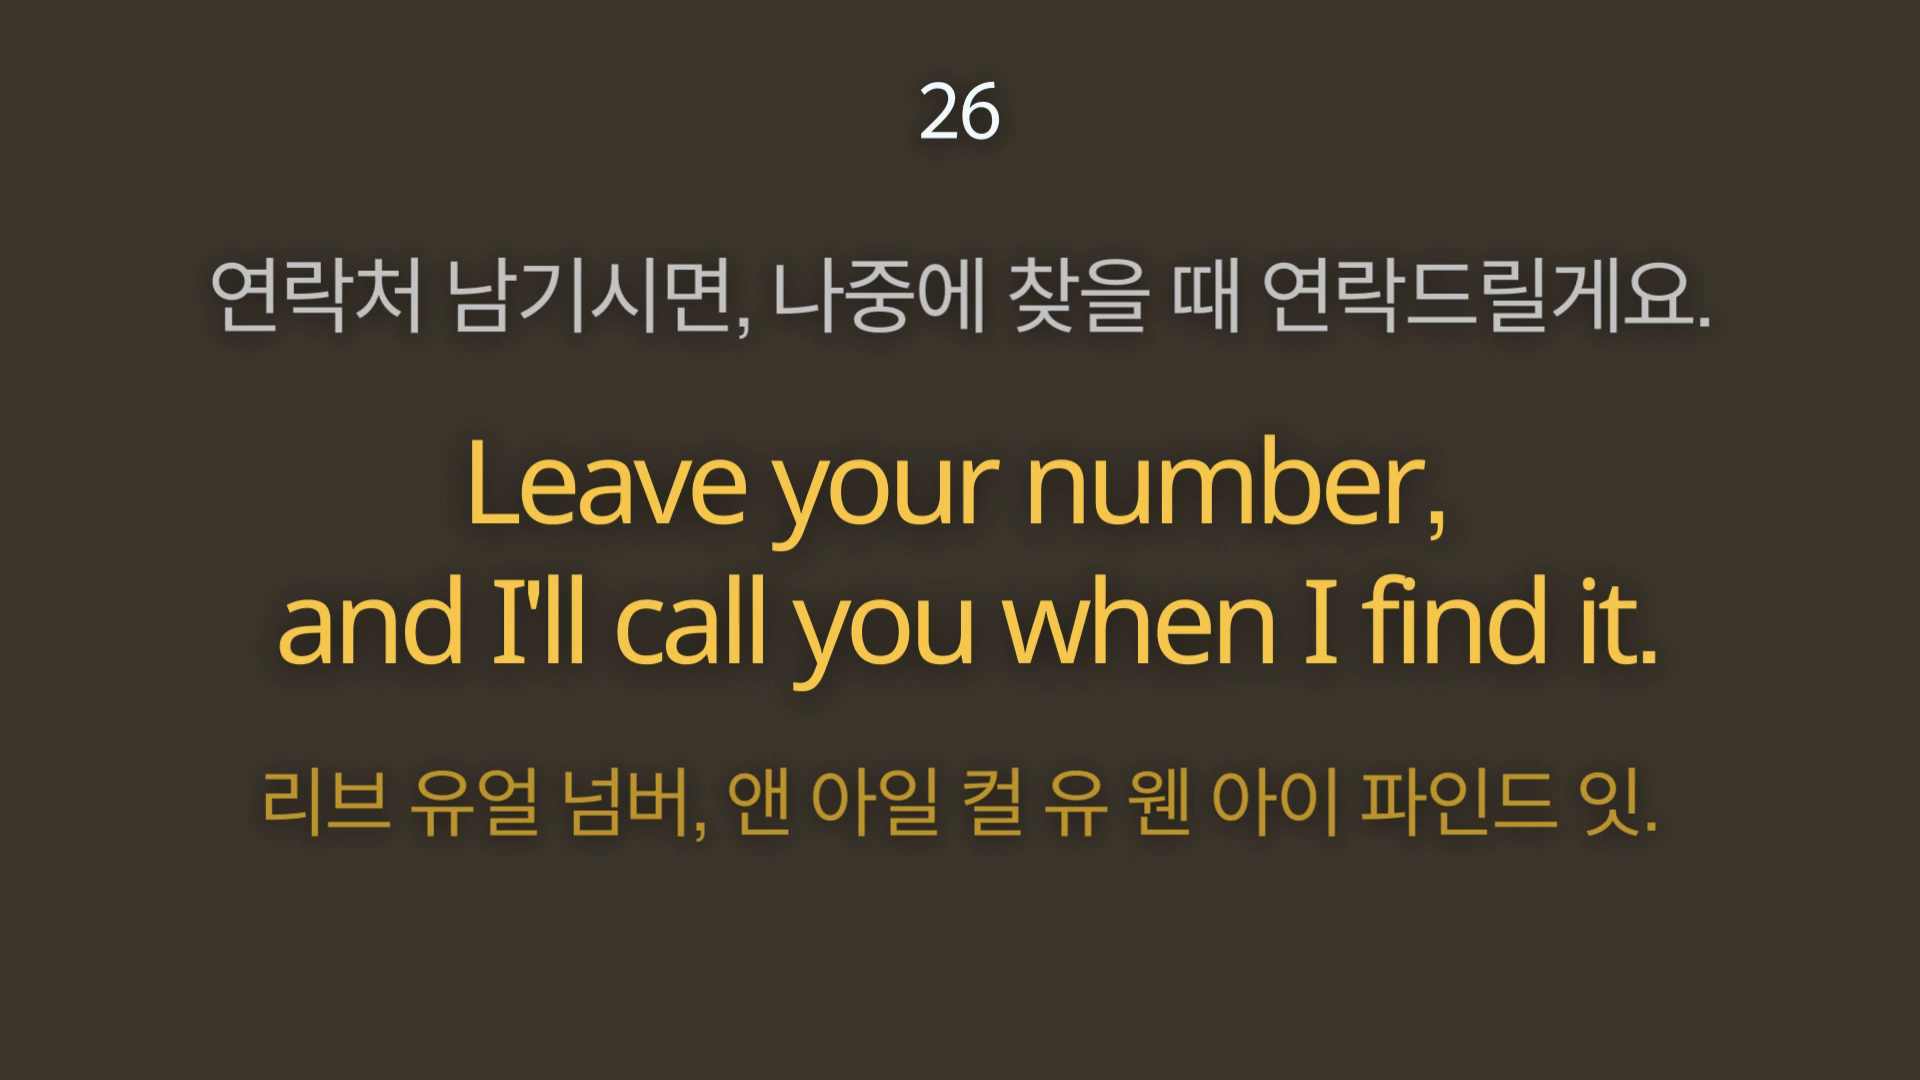 26
연락처 남기시면, 나중에 찾을 때 연락드릴게요.
Leave your number,
and I'll call you when I find it.
리브 유얼 넘버, 앤 아일 컬 유 웬 아이 파인드 잇.